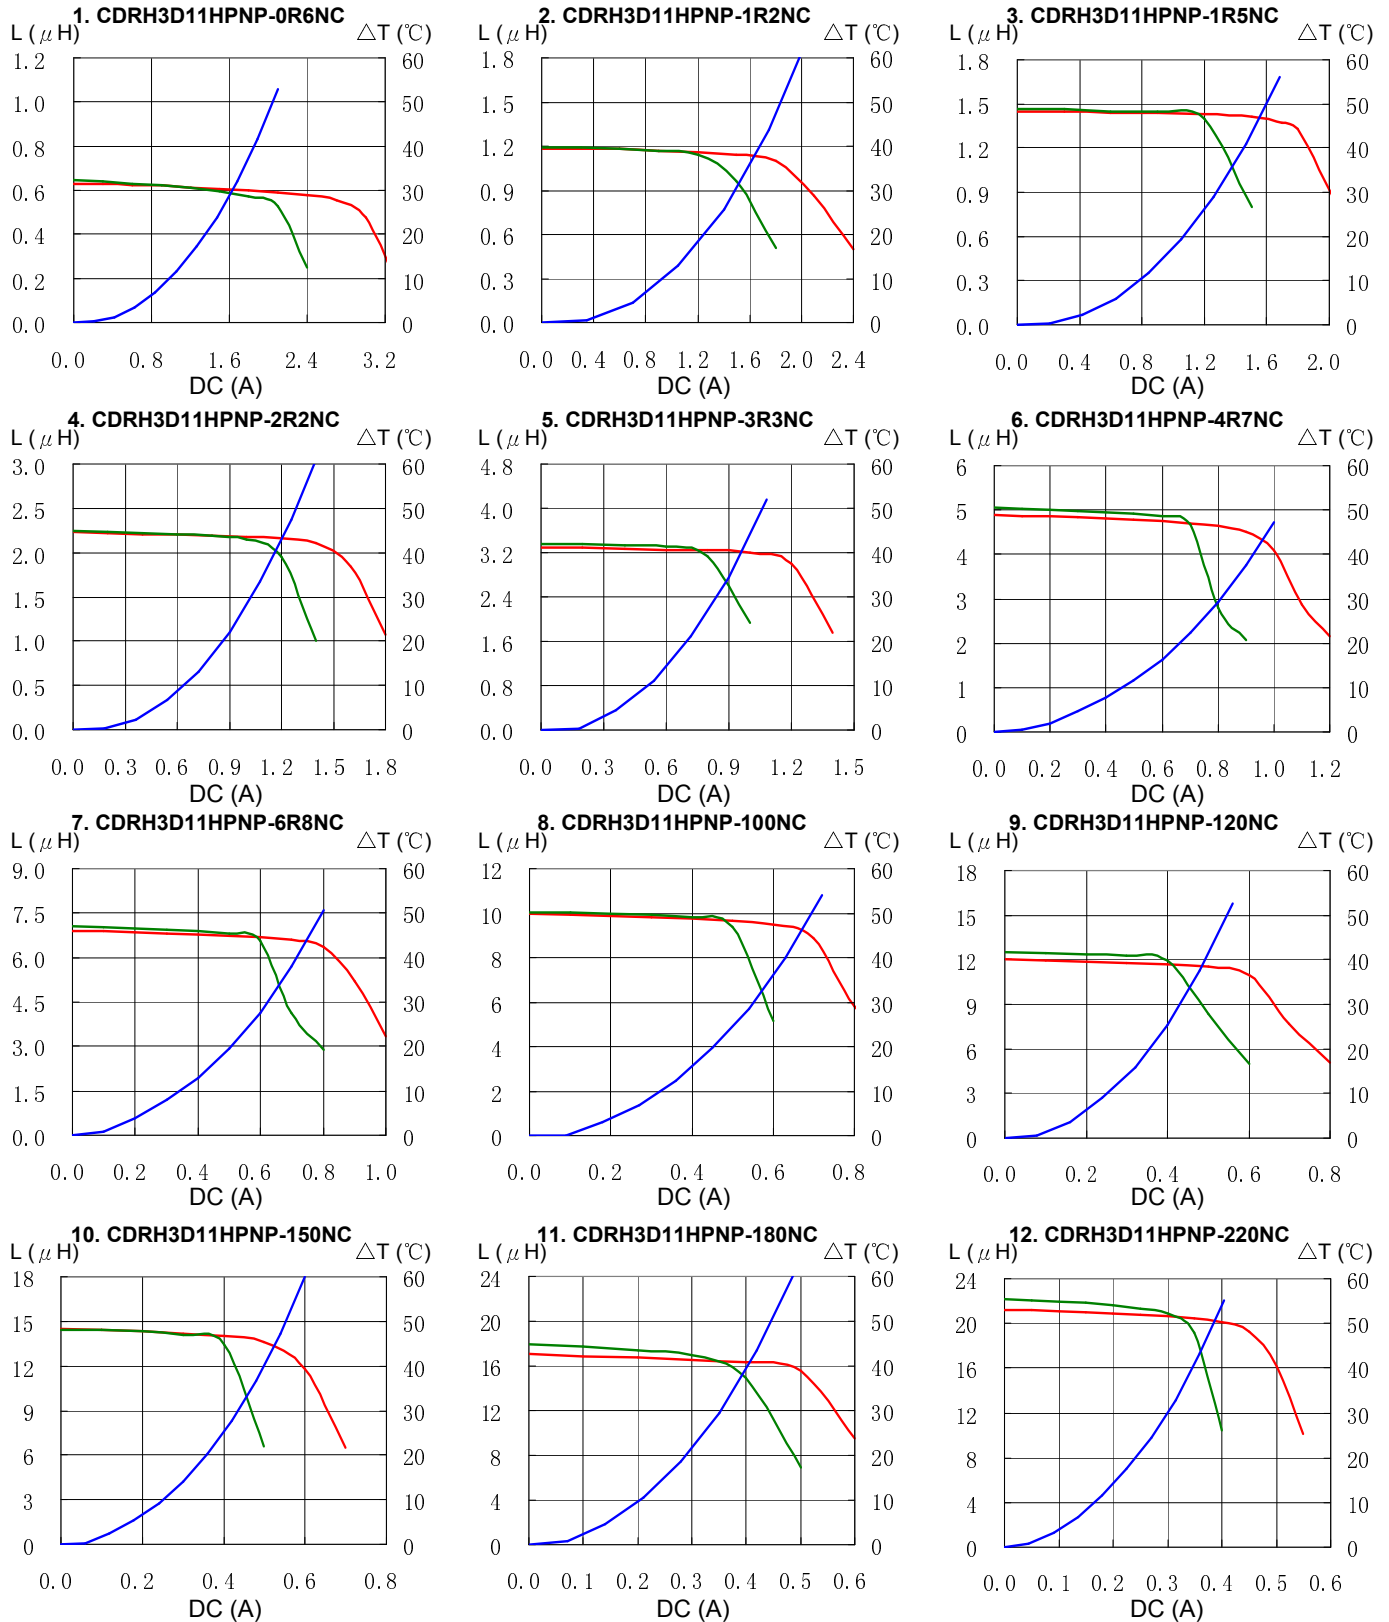 1. CDRH3D11HPNP-0R6NC
L (μ H) △T (℃)
1.2 60
1.0 50
0.8 40
0.6 30
0.4 20
0.2 10
0.0 0
0.0 0.8 1.6 2.4 3.2
DC (A)
2. CDRH3D11HPNP-1R2NC
L (μ H) △T (℃)
1.8 60
1.5 50
1.2 40
0.9 30
0.6 20
0.3 10
0.0 0
0.0 0.4 0.8 1.2 1.6 2.0 2.4
DC (A)
3. CDRH3D11HPNP-1R5NC
L (μ H) △T (℃)
1.8 60
1.5 50
1.2 40
0.9 30
0.6 20
0.3 10
0.0 0
0.0 0.4 0.8 1.2 1.6 2.0
DC (A)
4. CDRH3D11HPNP-2R2NC
L (μ H) △T (℃)
3.0 60
2.5 50
2.0 40
1.5 30
1.0 20
0.5 10
0.0 0
0.0 0.3 0.6 0.9 1.2 1.5 1.8
DC (A)
5. CDRH3D11HPNP-3R3NC
L (μ H) △T (℃)
4.8 60
4.0 50
3.2 40
2.4 30
1.6 20
0.8 10
0.0 0
0.0 0.3 0.6 0.9 1.2 1.5
DC (A)
6. CDRH3D11HPNP-4R7NC
L (μ H) △T (℃)
6 60
5 50
4 40
3 30
2 20
1 10
0 0
0.0 0.2 0.4 0.6 0.8 1.0 1.2
DC (A)
7. CDRH3D11HPNP-6R8NC
L (μ H) △T (℃)
9.0 60
7.5 50
6.0 40
4.5 30
3.0 20
1.5 10
0.0 0
0.0 0.2 0.4 0.6 0.8 1.0
DC (A)
8. CDRH3D11HPNP-100NC
L (μ H) △T (℃)
12 60
10 50
8 40
6 30
4 20
2 10
0 0
0.0 0.2 0.4 0.6 0.8
DC (A)
9. CDRH3D11HPNP-120NC
L (μ H) △T (℃)
18 60
15 50
12 40
9 30
6 20
3 10
0 0
0.0 0.2 0.4 0.6 0.8
DC (A)
10. CDRH3D11HPNP-150NC
L (μ H) △T (℃)
18 60
15 50
12 40
9 30
6 20
3 10
0 0
0.0 0.2 0.4 0.6 0.8
DC (A)
11. CDRH3D11HPNP-180NC
L (μ H) △T (℃)
24 60
20 50
16 40
12 30
8 20
4 10
0 0
0.0 0.1 0.2 0.3 0.4 0.5 0.6
DC (A)
12. CDRH3D11HPNP-220NC
L (μ H) △T (℃)
24 60
20 50
16 40
12 30
8 20
4 10
0 0
0.0 0.1 0.2 0.3 0.4 0.5 0.6
DC (A)